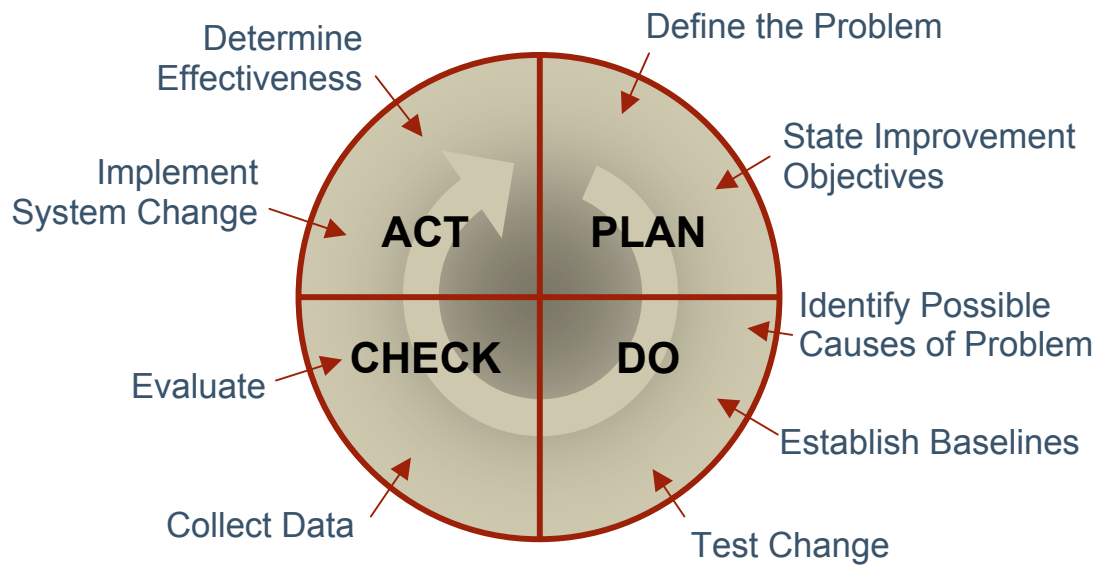 Define the Problem
State Improvement
Objectives
Identify Possible
Causes of Problem
Establish Baselines
Test Change
Collect Data
Evaluate
Implement
System Change
Determine
Effectiveness
ACT
PLAN
CHECK
DO